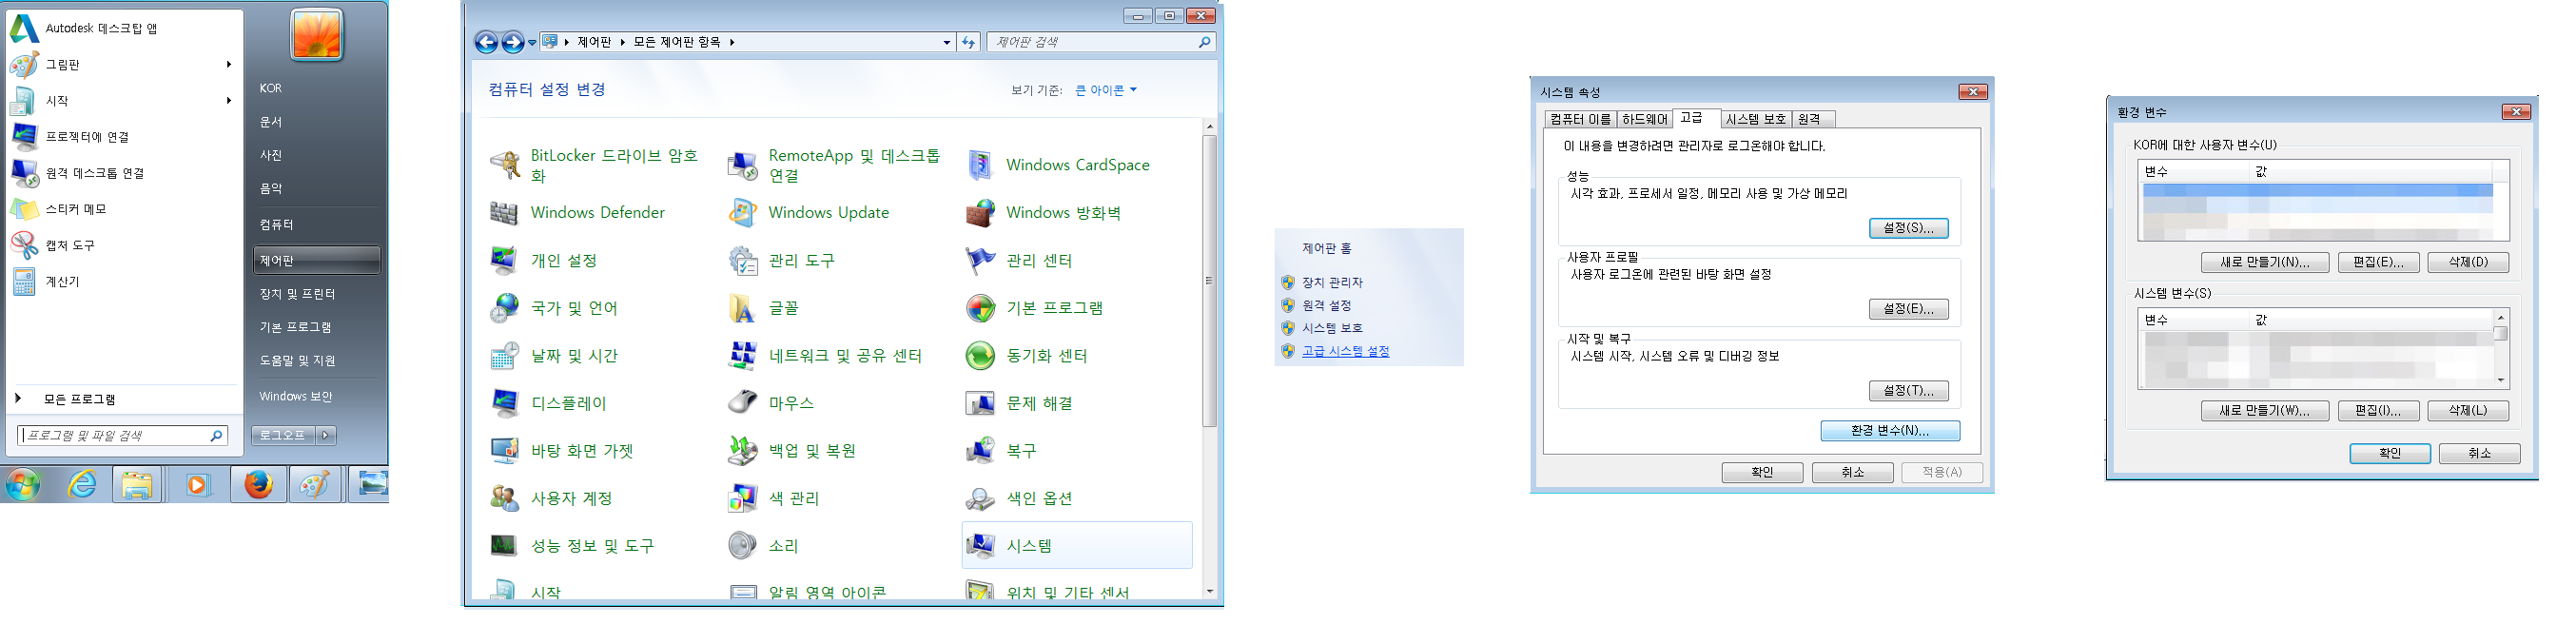 Autodesk 데스크탑 앱
그림판
시작
프로젝터에 연결
원격 데스크톱 연결
스티커 메모
캡처 도구
계산기
모든 프로그램
프로그램 및 파일 검색
KOR
문서
사진
음악
컴퓨터
제어판
장치 및 프린터
기본 프로그램
도움말 및 지원
Windows 보안
로그오프
제어판 모든 제어판 항목
제어판 검색
컴퓨터 설정 변경
보기 기준: 큰 아이콘
BitLocker 드라이브 암호화
RemoteApp 및 데스크톱 연결
Windows CardSpace
Windows Defender
Windows Update
Windows 방화벽
개인 설정
관리 도구
관리 센터
국가 및 언어
글꼴
기본 프로그램
날짜 및 시간
네트워크 및 공유 센터
동기화 센터
디스플레이
마우스
문제 해결
바탕 화면 가젯
백업 및 복원
복구
사용자 계정
색 관리
색인 옵션
성능 정보 및 도구
소리
시스템
시작
알림 영역 아이콘
위치 및 기타 센서
제어판 홈
장치 관리자
원격 설정
시스템 보호
고급 시스템 설정
시스템 속성
컴퓨터 이름 하드웨어 고급 시스템 보호 원격
이 내용을 변경하려면 관리자로 로그온해야 합니다.
성능
시각 효과, 프로세서 일정, 메모리 사용 및 가상 메모리
설정(S)...
사용자 프로필
사용자 로그온에 관련된 바탕 화면 설정
설정(E)...
시작 및 복구
시스템 시작, 시스템 오류 및 디버깅 정보
설정(T)...
환경 변수(N)...
확인 취소 적용(A)
환경 변수
KOR에 대한 사용자 변수(U)
변수 값
새로 만들기(N)... 편집(E)... 삭제(D)
시스템 변수(S)
변수 값
새로 만들기(W)... 편집(I)... 삭제(L)
확인 취소